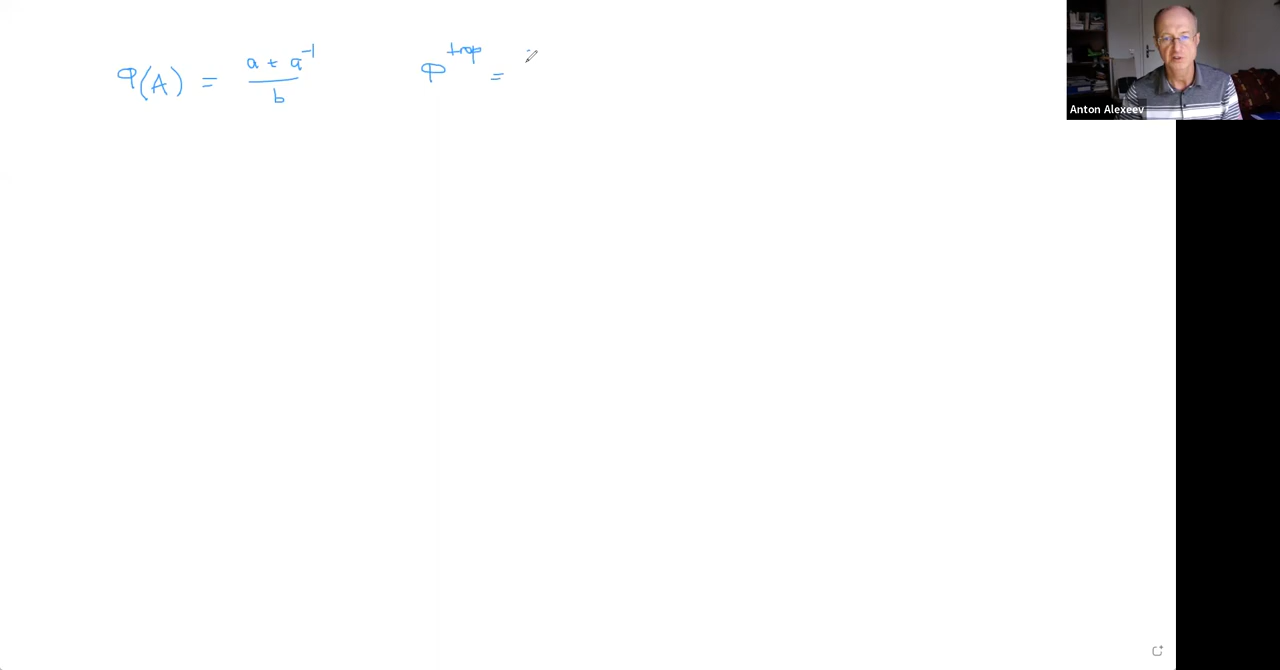 φ(A) = (a + a⁻¹)/b
Φ^trop =
Anton Alexeev